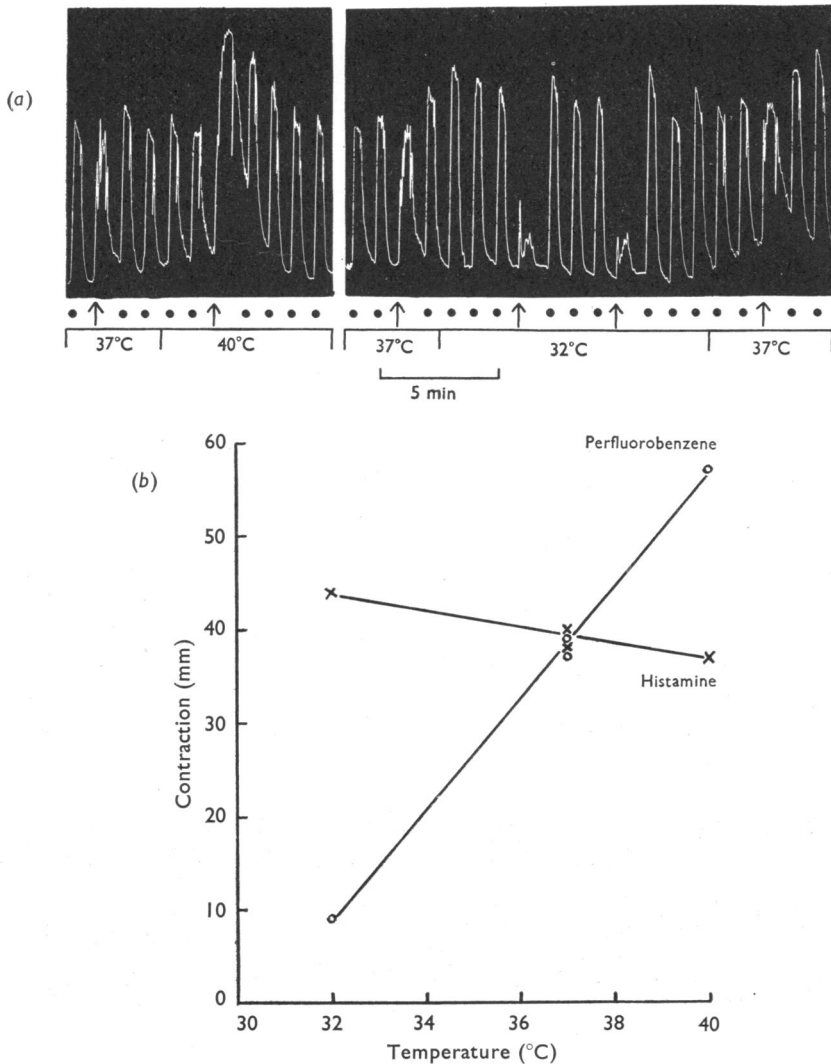 (a)
37°C 40°C 37°C 32°C 37°C
5 min
(b)
60
50
40
30
20
10
0
Contraction (mm)
Perfluorobenzene
Histamine
30 32 34 36 38 40
Temperature (°C)